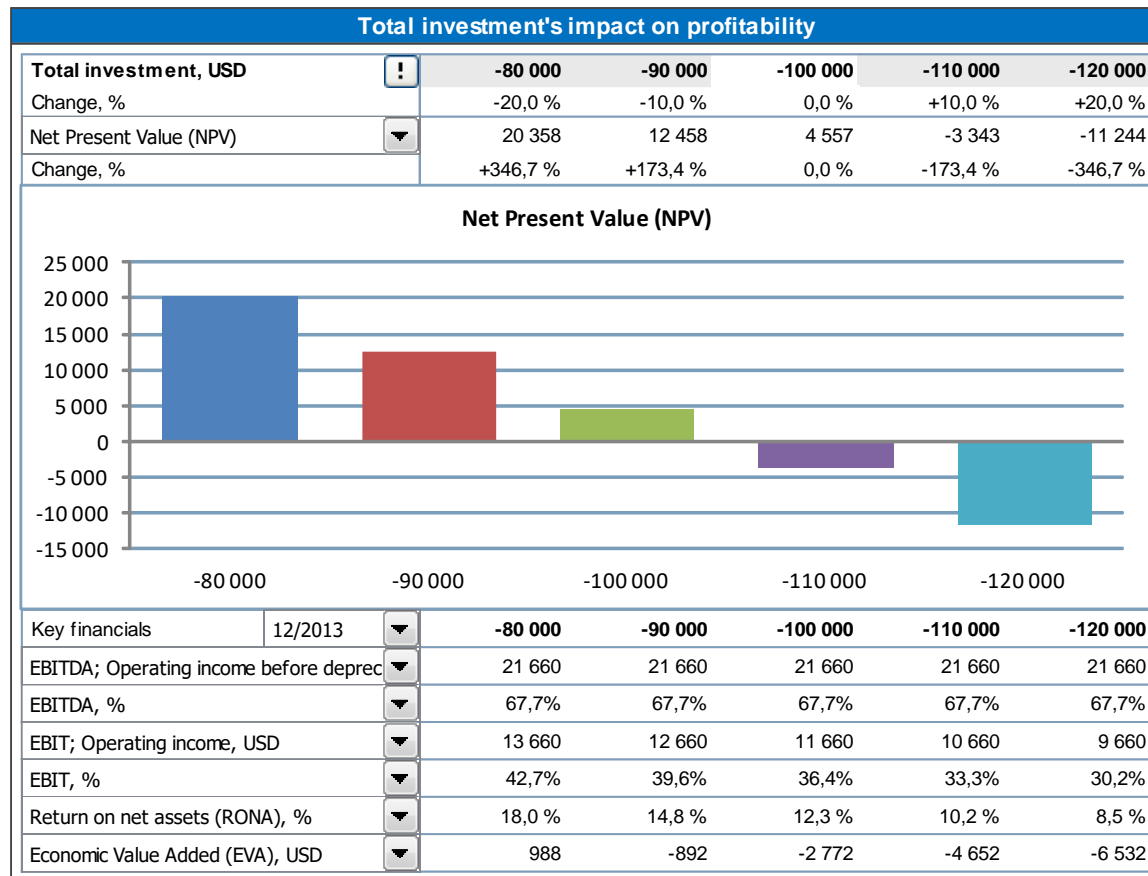 Total investment's impact on profitability
Total investment, USD ! -80 000 -90 000 -100 000 -110 000 -120 000
Change, % -20,0 % -10,0 % 0,0 % +10,0 % +20,0 %
Net Present Value (NPV) 20 358 12 458 4 557 -3 343 -11 244
Change, % +346,7 % +173,4 % 0,0 % -173,4 % -346,7 %
Net Present Value (NPV)
25 000
20 000
15 000
10 000
5 000
0
-5 000
-10 000
-15 000
-80 000 -90 000 -100 000 -110 000 -120 000
Key financials 12/2013 -80 000 -90 000 -100 000 -110 000 -120 000
EBITDA; Operating income before deprec 21 660 21 660 21 660 21 660 21 660
EBITDA, % 67,7% 67,7% 67,7% 67,7% 67,7%
EBIT; Operating income, USD 13 660 12 660 11 660 10 660 9 660
EBIT, % 42,7% 39,6% 36,4% 33,3% 30,2%
Return on net assets (RONA), % 18,0 % 14,8 % 12,3 % 10,2 % 8,5 %
Economic Value Added (EVA), USD 988 -892 -2 772 -4 652 -6 532